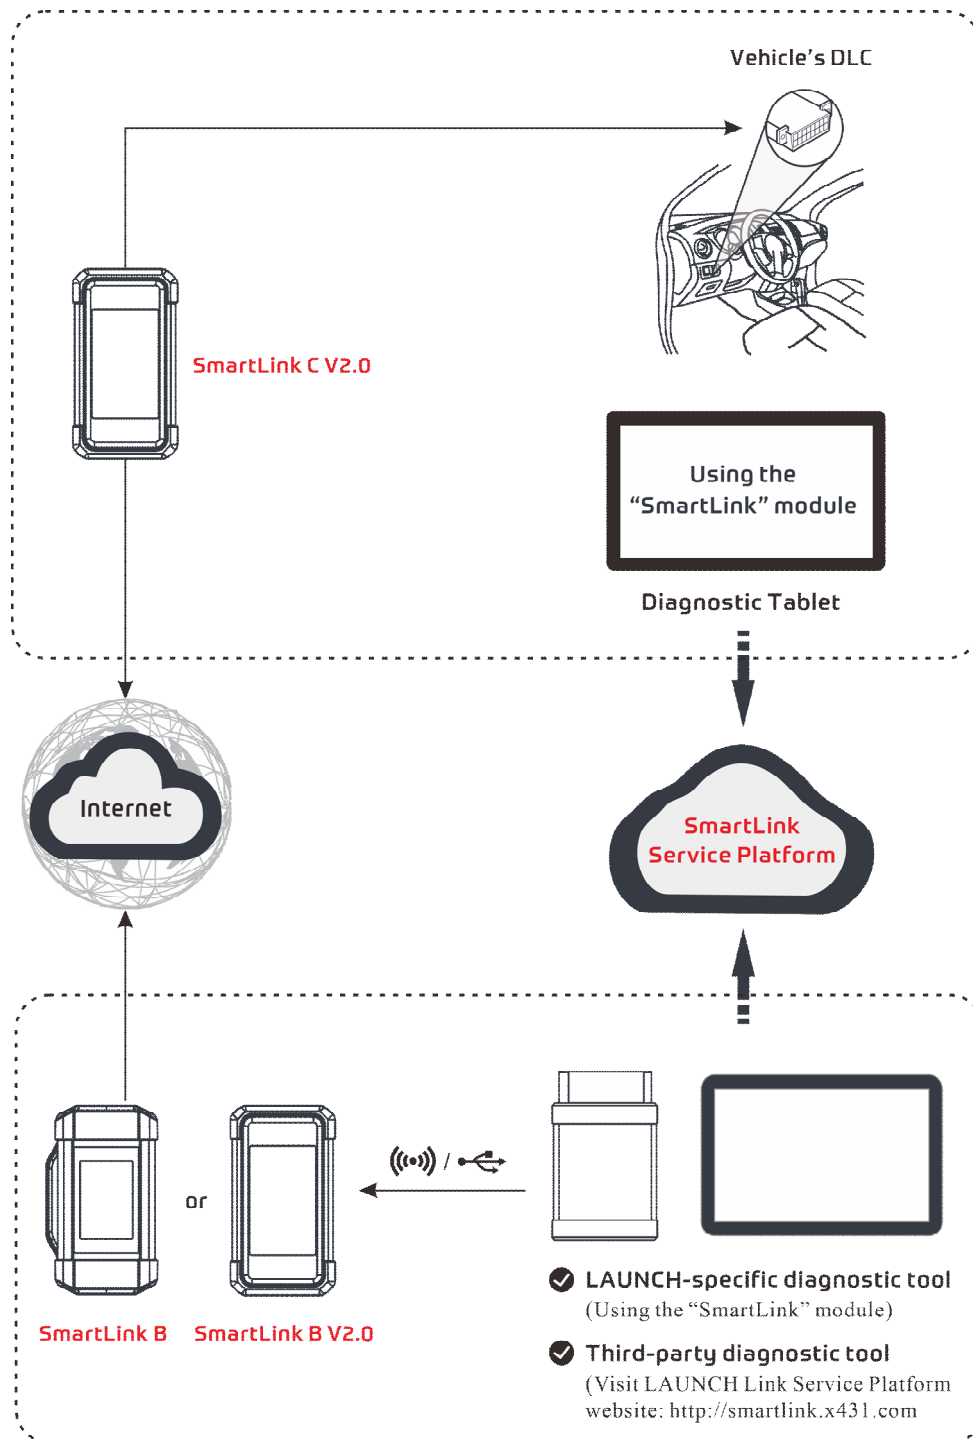 Vehicle's DLC
SmartLink C V2.0
Using the
“SmartLink” module
Diagnostic Tablet
Internet
SmartLink
Service Platform
or
/
SmartLink B
SmartLink B V2.0
LAUNCH-specific diagnostic tool
(Using the “SmartLink” module)
Third-party diagnostic tool
(Visit LAUNCH Link Service Platform
website: http://smartlink.x431.com